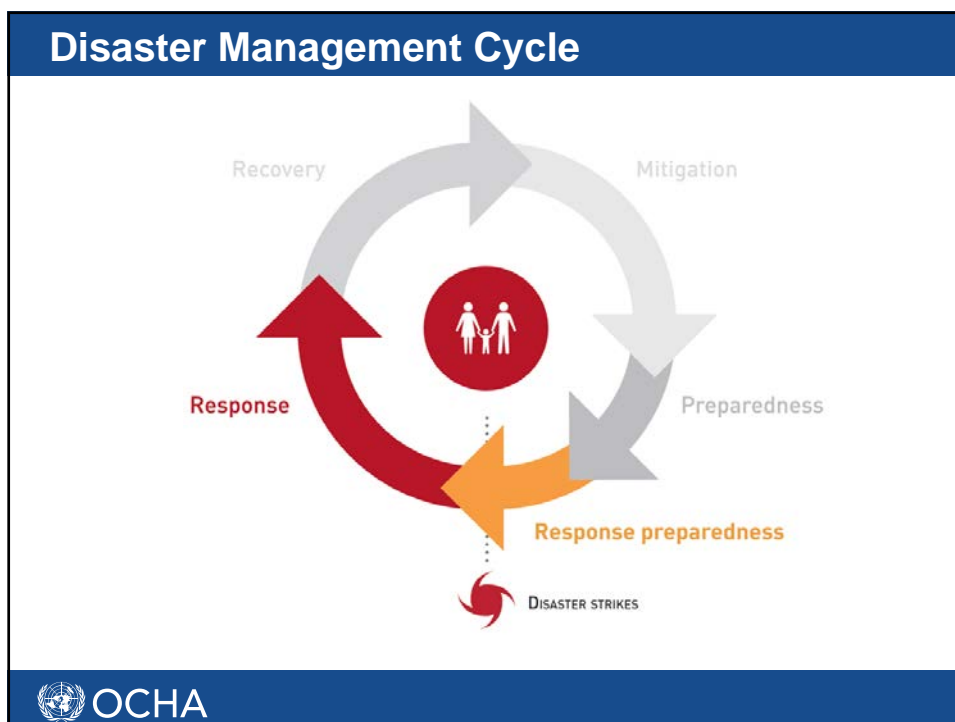 Disaster Management Cycle
Recovery
Mitigation
Response
Preparedness
Response preparedness
DISASTER STRIKES
OCHA